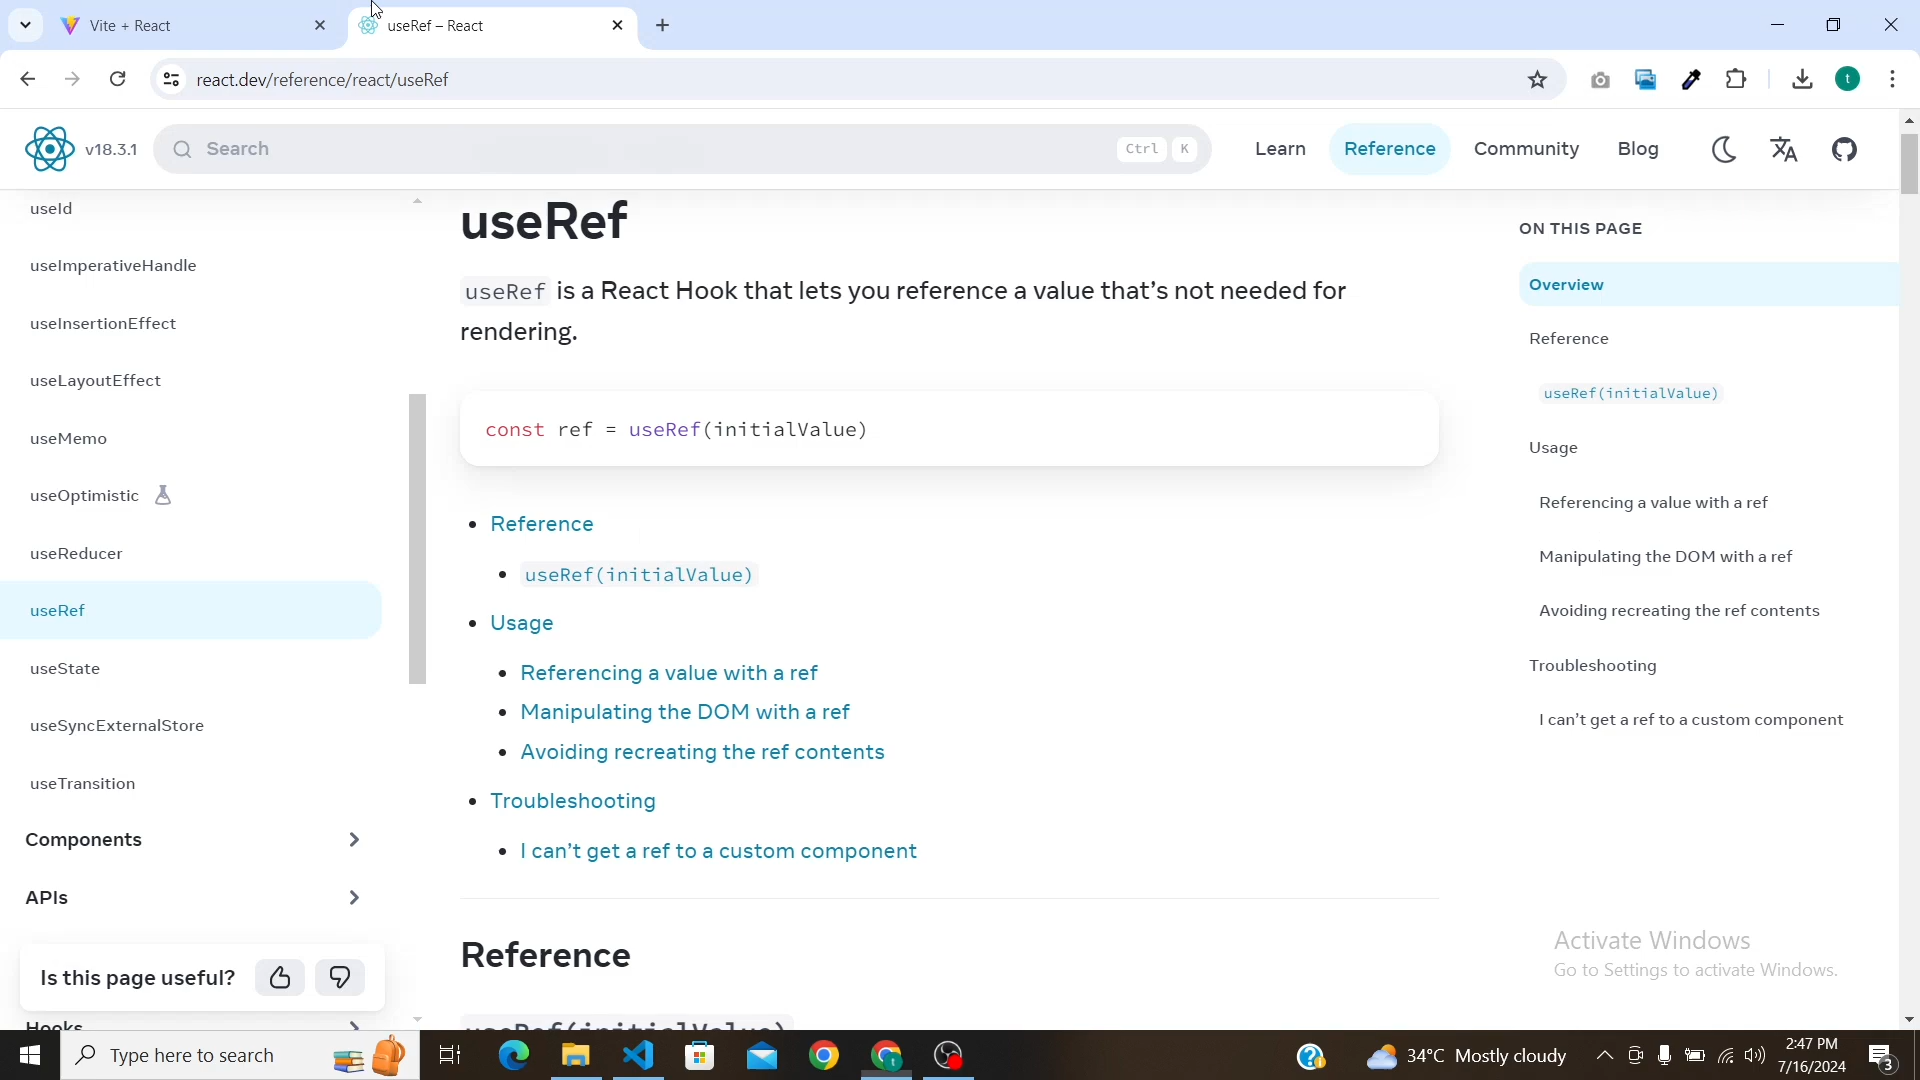 Vite + React
useRef – React
react.dev/reference/react/useRef
t
v18.3.1
Search
Ctrl K
Learn
Reference
Community
Blog
useId
useImperativeHandle
useInsertionEffect
useLayoutEffect
useMemo
useOptimistic
useReducer
useRef
useState
useSyncExternalStore
useTransition
Components
APIs
Is this page useful?
Hooks
useRef
useRef is a React Hook that lets you reference a value that’s not needed for
rendering.
const ref = useRef(initialValue)
Reference
useRef(initialValue)
Usage
Referencing a value with a ref
Manipulating the DOM with a ref
Avoiding recreating the ref contents
Troubleshooting
I can’t get a ref to a custom component
Reference
useRef(initialValue)
ON THIS PAGE
Overview
Reference
useRef(initialValue)
Usage
Referencing a value with a ref
Manipulating the DOM with a ref
Avoiding recreating the ref contents
Troubleshooting
I can’t get a ref to a custom component
Activate Windows
Go to Settings to activate Windows.
Type here to search
34°C Mostly cloudy
2:47 PM
7/16/2024
3